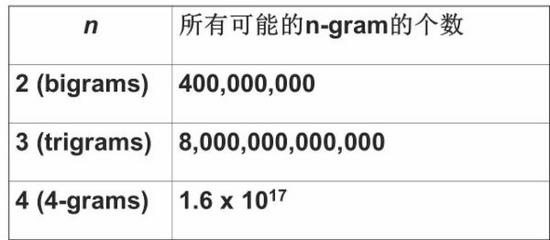 n 所有可能的n-gram的个数
2 (bigrams) 400,000,000
3 (trigrams) 8,000,000,000,000
4 (4-grams) 1.6 x 10¹⁷